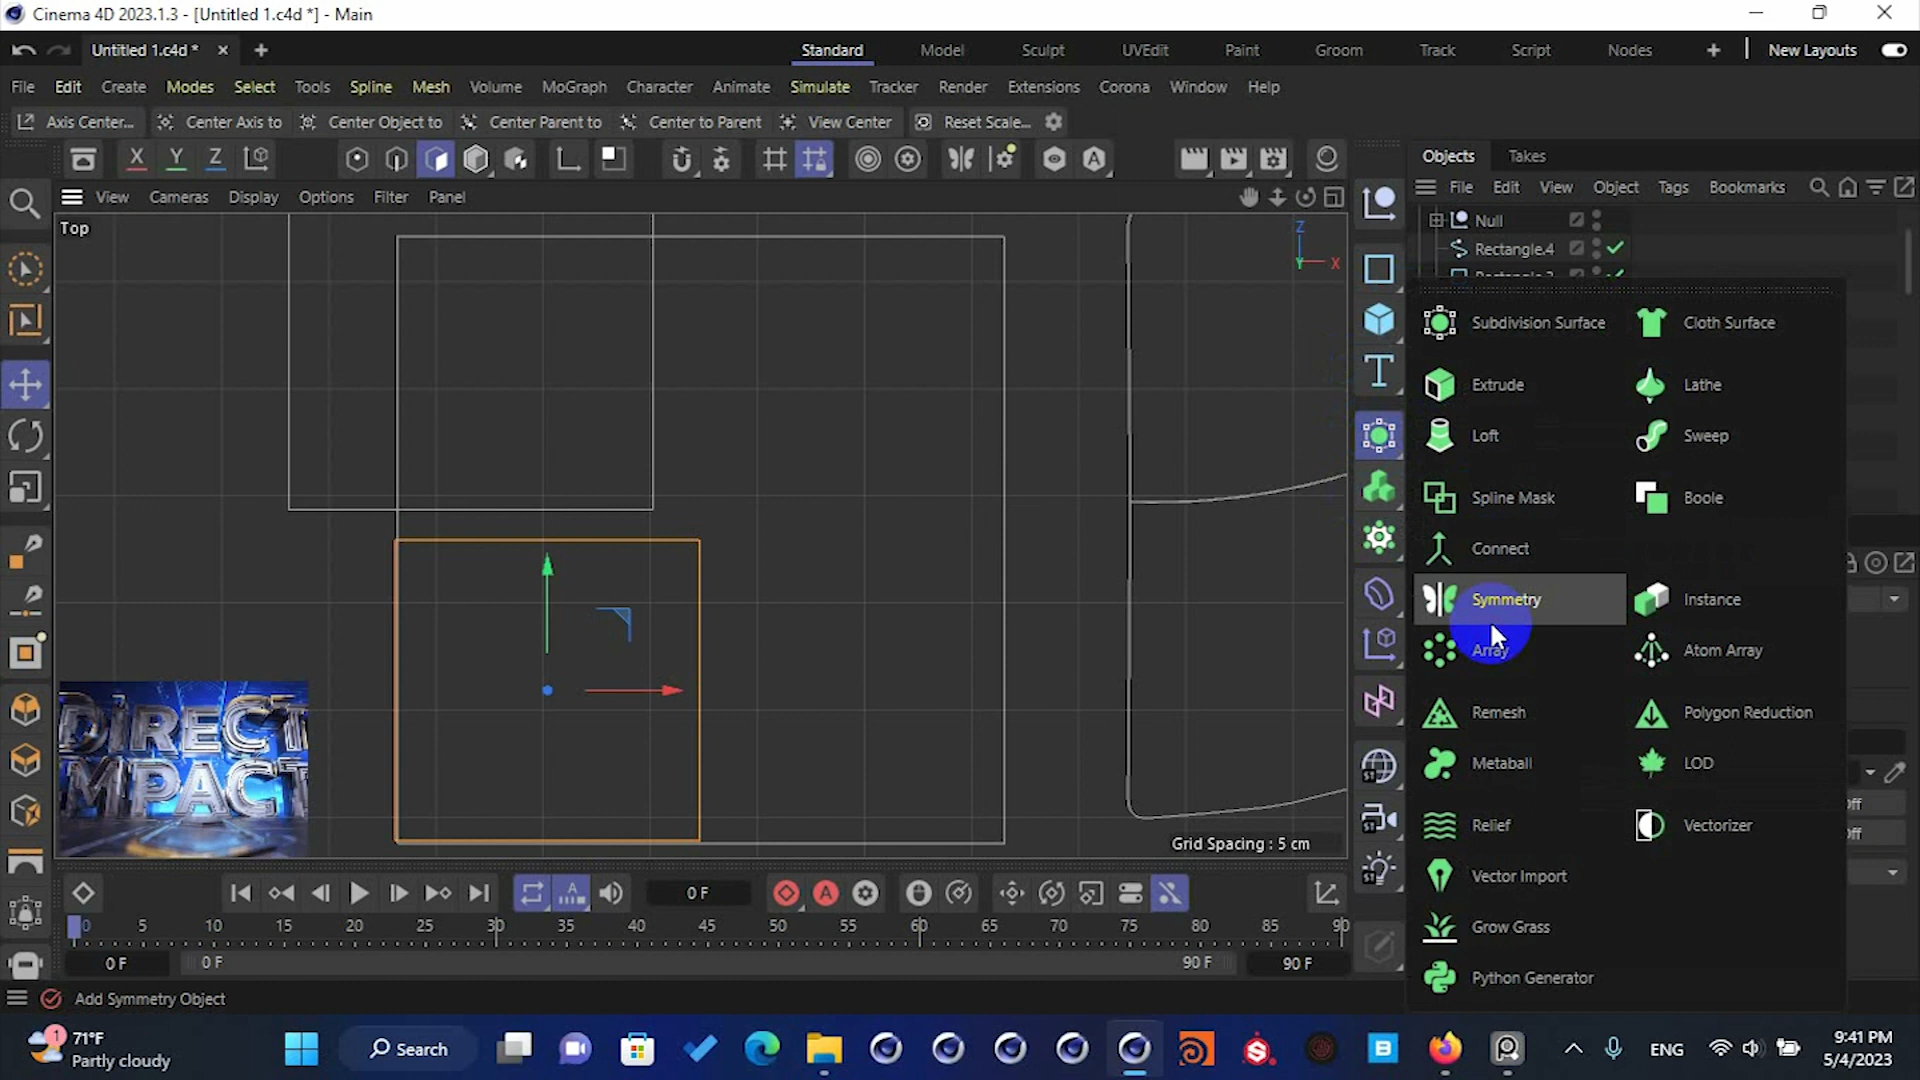 Cinema 4D 2023.1.3 - [Untitled 1.c4d *] - Main
Untitled 1.c4d * × +
Standard Model Sculpt UVEdit Paint Groom Track Script Nodes + New Layouts
File Edit Create Modes Select Tools Spline Mesh Volume MoGraph Character Animate Simulate Tracker Render Extensions Corona Window Help
Axis Center... Center Axis to Center Object to Center Parent to Center to Parent View Center Reset Scale...
X Y Z
Objects Takes
View Cameras Display Options Filter Panel
File Edit View Object Tags Bookmarks
Top
Z
Y X
Null
Rectangle.4
Subdivision Surface Cloth Surface
Extrude Lathe
Loft Sweep
Spline Mask Boole
Connect
Symmetry Instance
Array Atom Array
Remesh Polygon Reduction
Metaball LOD
Relief Vectorizer
Vector Import
Grow Grass
Python Generator
DIRECT
IMPACT
Grid Spacing : 5 cm
0 F
0 5 10 15 20 25 30 35 40 45 50 55 60 65 70 75 80 85 90
0 F 0 F 90 F 90 F
Add Symmetry Object
1
71°F
Partly cloudy
Search
ENG
9:41 PM
5/4/2023